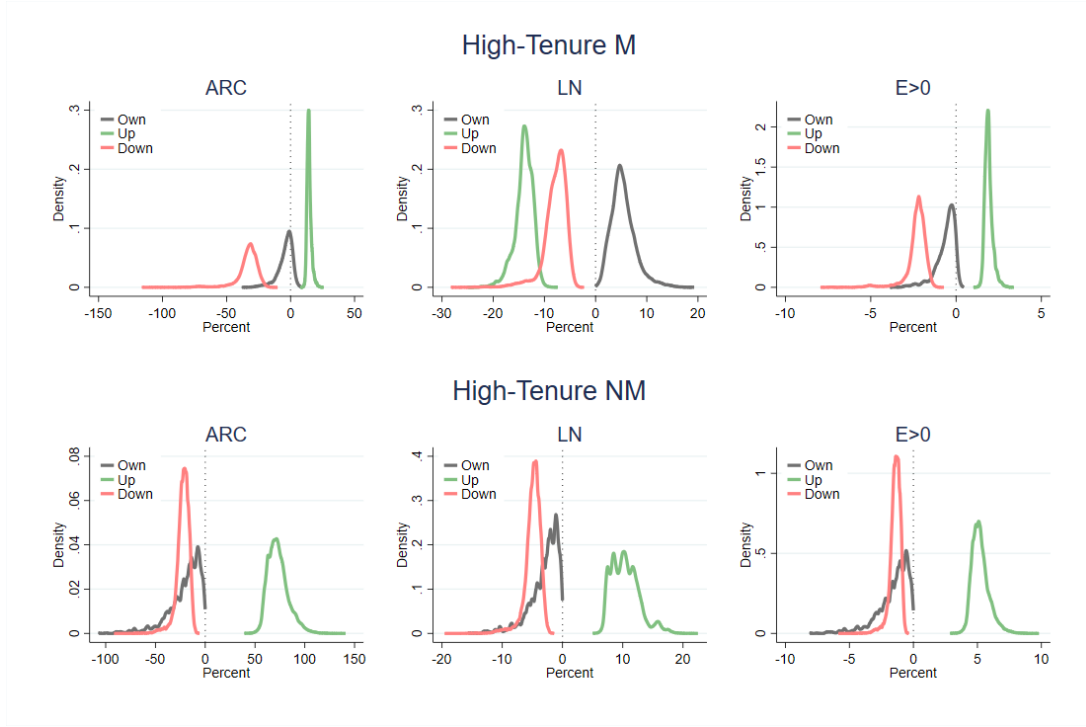 High-Tenure M
ARC
LN
E>0
Own
Up
Down
Own
Up
Down
Own
Up
Down
Density
0
.1
.2
.3
-150
-100
-50
0
50
Percent
Density
0
.1
.2
.3
-30
-20
-10
0
10
20
Percent
Density
0
.5
1
1.5
2
-10
-5
0
5
Percent
High-Tenure NM
ARC
LN
E>0
Own
Up
Down
Own
Up
Down
Own
Up
Down
Density
0
.02
.04
.06
.08
-100
-50
0
50
100
150
Percent
Density
0
.1
.2
.3
.4
-20
-10
0
10
20
Percent
Density
0
.5
1
-10
-5
0
5
10
Percent